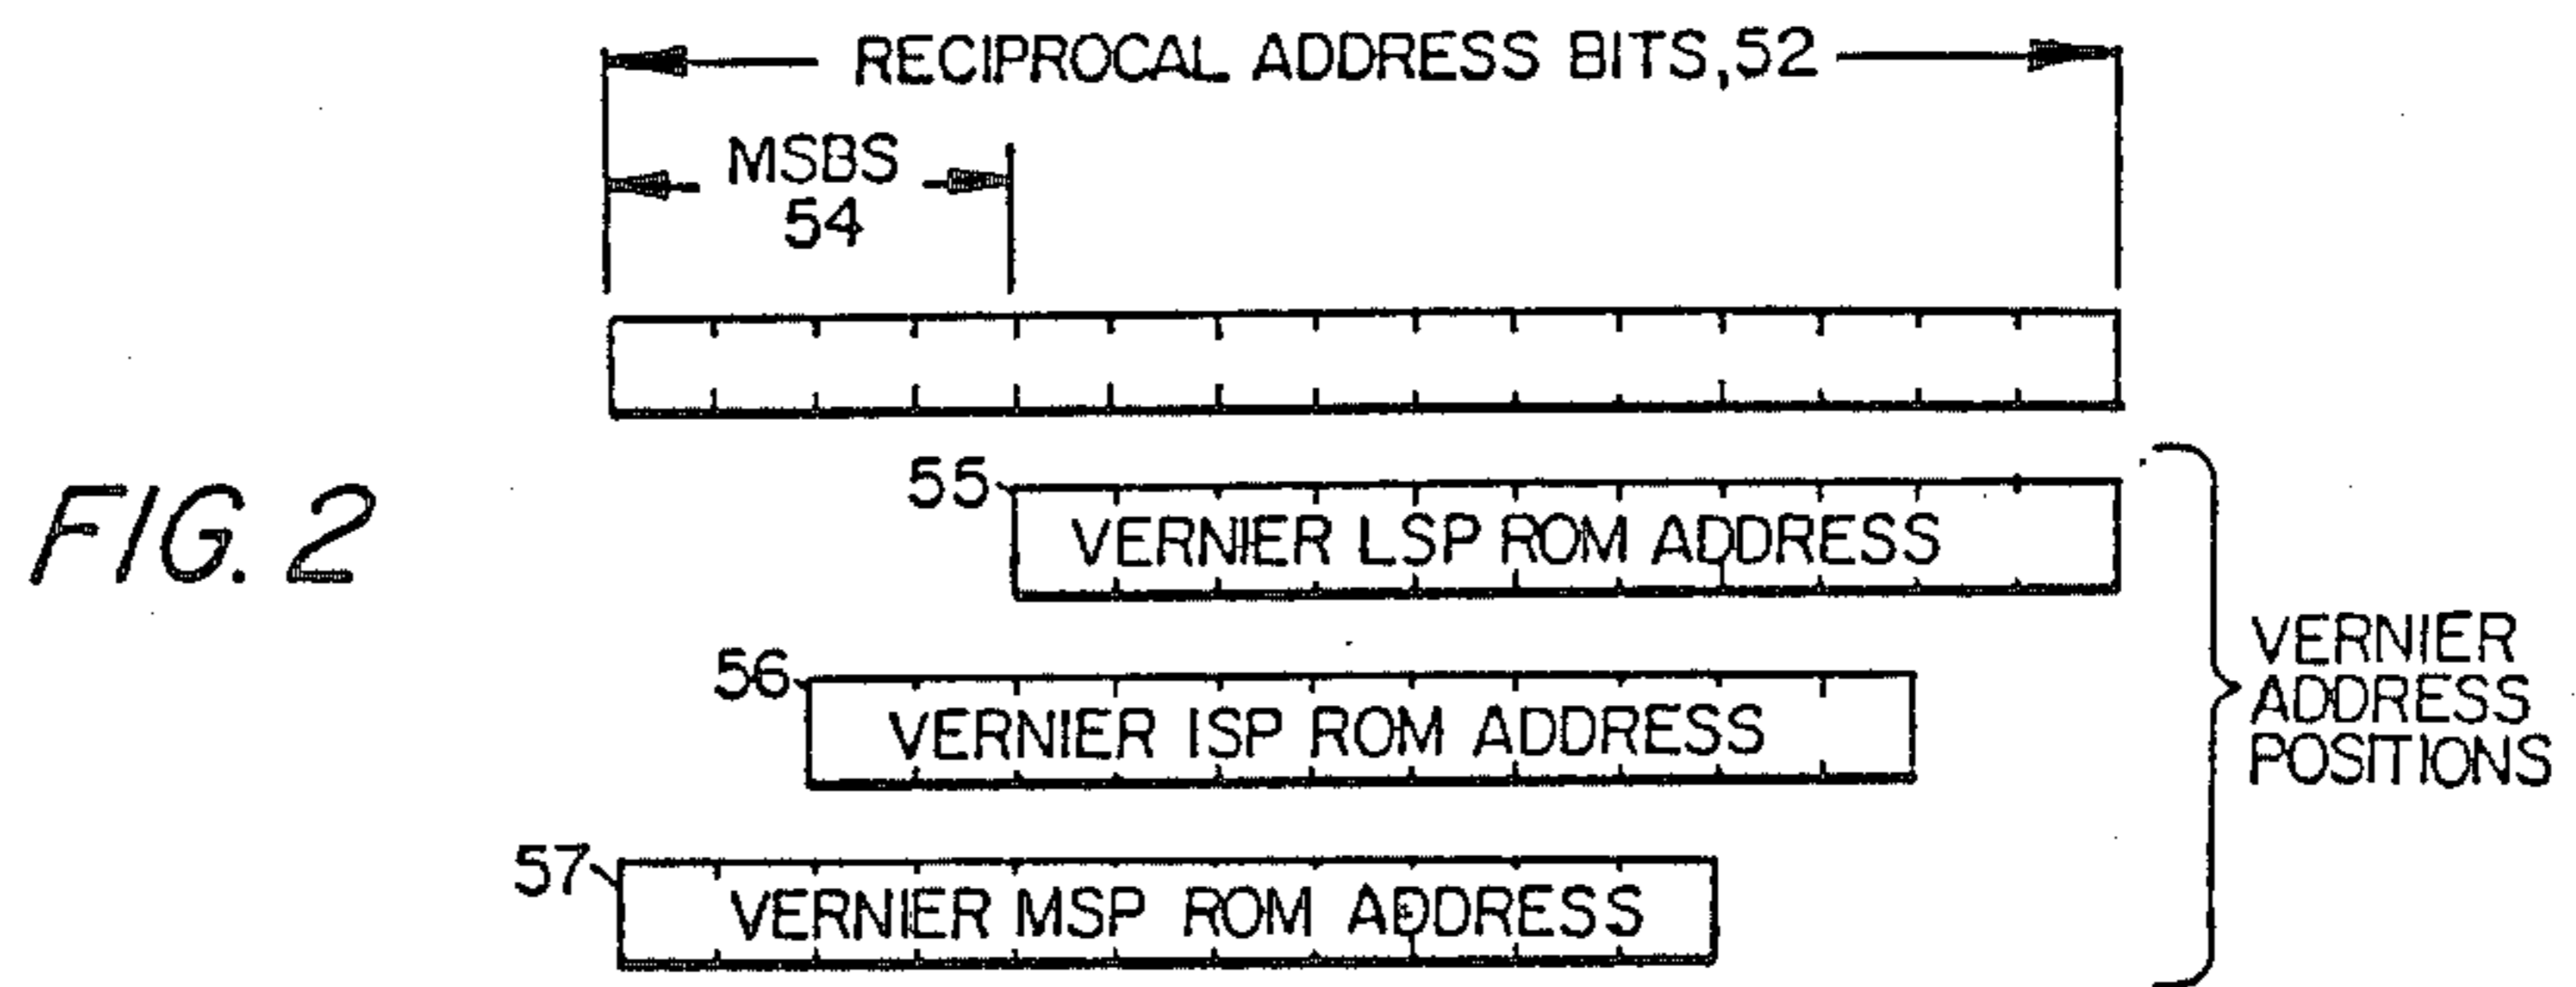 RECIPROCAL ADDRESS BITS,52
MSBS
54
FIG. 2
55
VERNIER LSP ROM ADDRESS
56
VERNIER ISP ROM ADDRESS
57
VERNIER MSP ROM ADDRESS
VERNIER
ADDRESS
POSITIONS